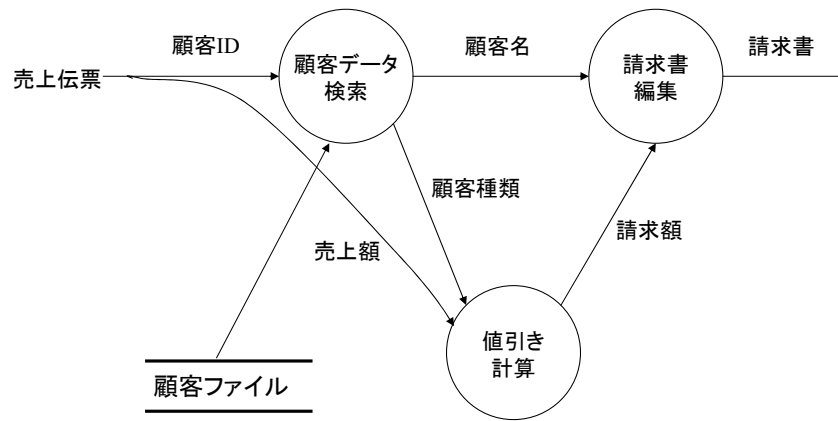 顧客ID
顧客名
請求書
売上伝票
顧客データ
検索
請求書
編集
顧客種類
売上額
請求額
値引き
計算
顧客ファイル